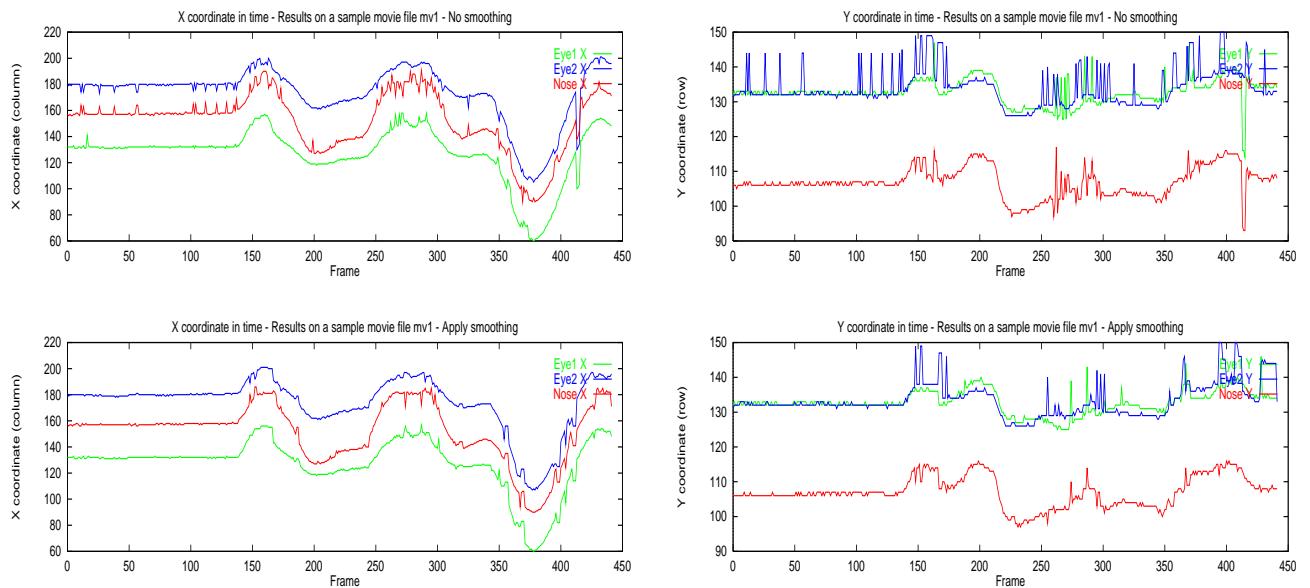 X coordinate in time - Results on a sample movie file mv1 - No smoothing
220
200
180
160
140
120
100
80
60
X coordinate (column)
0 50 100 150 200 250 300 350 400 450
Frame
Eye1 X
Eye2 X
Nose X
Y coordinate in time - Results on a sample movie file mv1 - No smoothing
150
140
130
120
110
100
90
Y coordinate (row)
0 50 100 150 200 250 300 350 400 450
Frame
Eye1 Y
Eye2 Y
Nose Y
X coordinate in time - Results on a sample movie file mv1 - Apply smoothing
220
200
180
160
140
120
100
80
60
X coordinate (column)
0 50 100 150 200 250 300 350 400 450
Frame
Eye1 X
Eye2 X
Nose X
Y coordinate in time - Results on a sample movie file mv1 - Apply smoothing
150
140
130
120
110
100
90
Y coordinate (row)
0 50 100 150 200 250 300 350 400 450
Frame
Eye1 Y
Eye2 Y
Nose Y